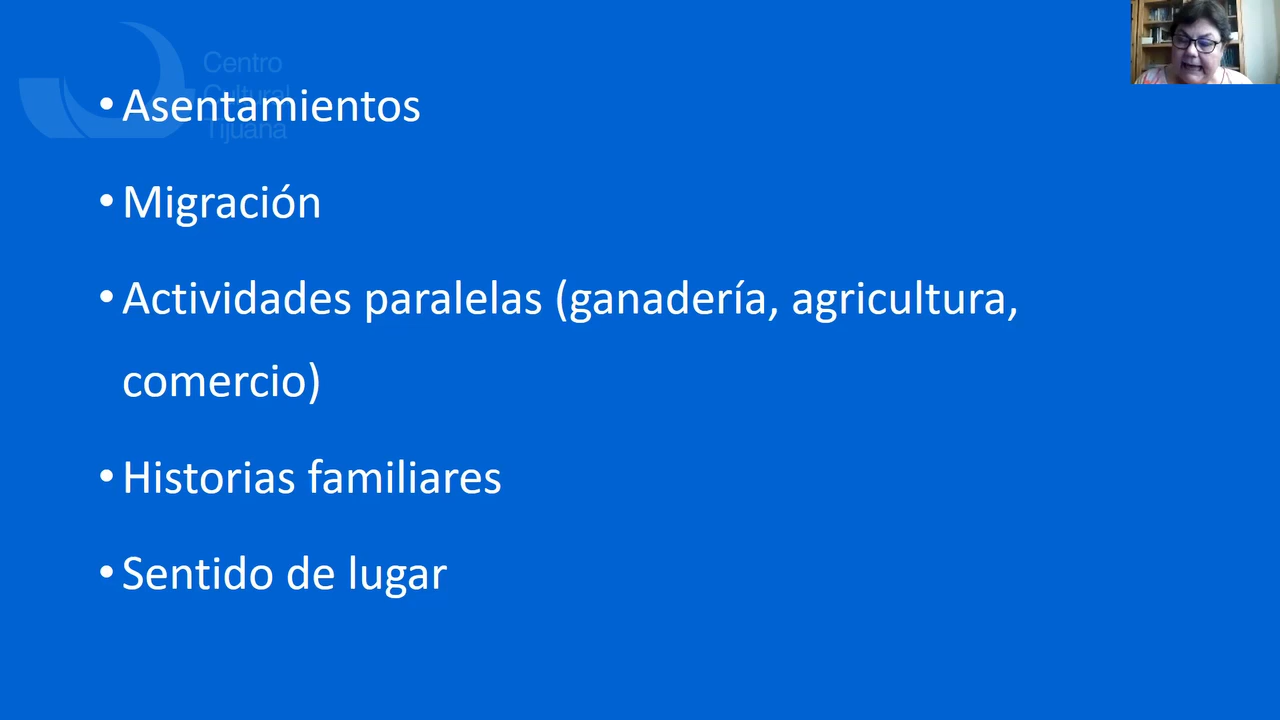 Centro
Cultural
Tijuana
• Asentamientos
• Migración
• Actividades paralelas (ganadería, agricultura,
comercio)
• Historias familiares
• Sentido de lugar